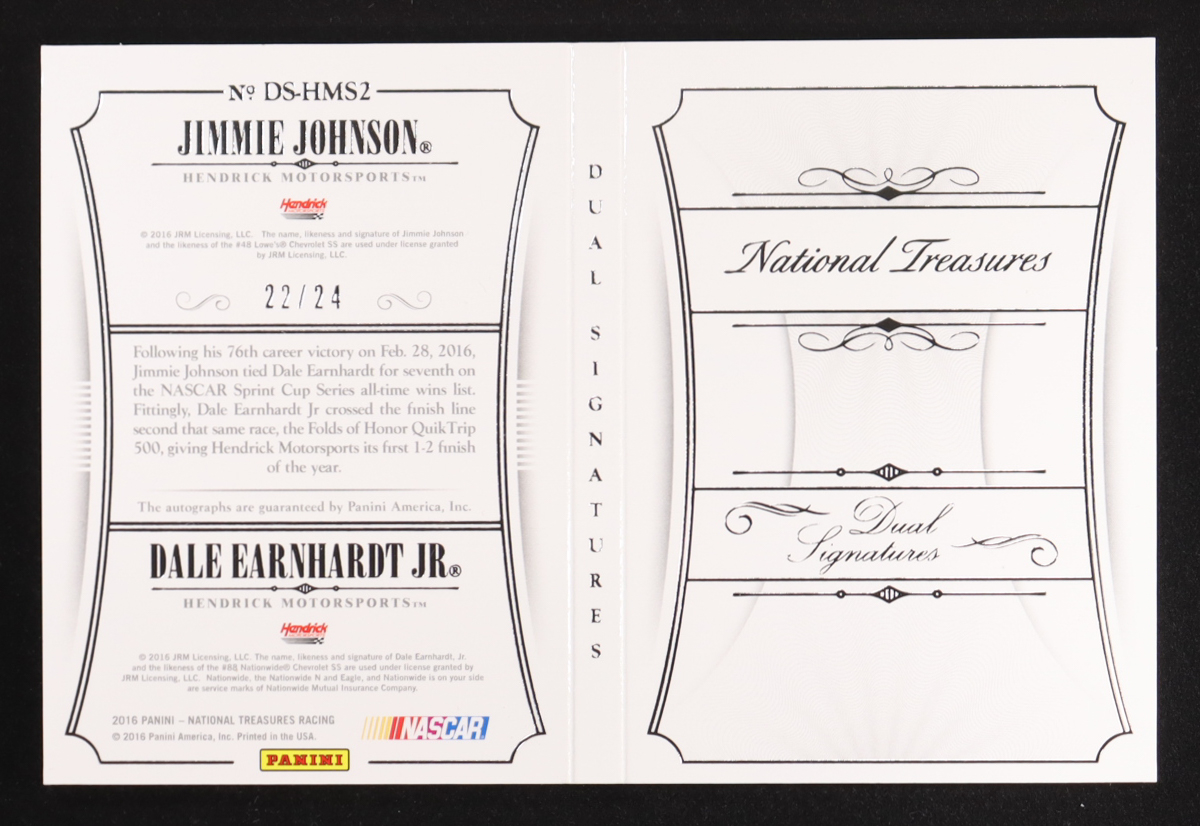 Nº DS-HMS2
JIMMIE JOHNSON®
HENDRICK MOTORSPORTS™
Hendrick
MOTORSPORTS
© 2016 JRM Licensing, LLC. The name, likeness and signature of Jimmie Johnson
and the likeness of the #48 Lowe's® Chevrolet SS are used under license granted
by JRM Licensing, LLC.
22/24
Following his 76th career victory on Feb. 28, 2016,
Jimmie Johnson tied Dale Earnhardt for seventh on
the NASCAR Sprint Cup Series all-time wins list.
Fittingly, Dale Earnhardt Jr crossed the finish line
second that same race, the Folds of Honor QuikTrip
500, giving Hendrick Motorsports its first 1-2 finish
of the year.
The autographs are guaranteed by Panini America, Inc.
DALE EARNHARDT JR®
HENDRICK MOTORSPORTS™
Hendrick
MOTORSPORTS
© 2016 JRM Licensing, LLC. The name, likeness and signature of Dale Earnhardt, Jr.
and the likeness of the #88 Nationwide® Chevrolet SS are used under license granted by
JRM Licensing, LLC. Nationwide, the Nationwide N and Eagle, and Nationwide is on your side
are service marks of Nationwide Mutual Insurance Company.
2016 PANINI – NATIONAL TREASURES RACING
© 2016 Panini America, Inc. Printed in the USA.
NASCAR
PANINI
DUAL SIGNATURES
National Treasures
Dual
Signatures